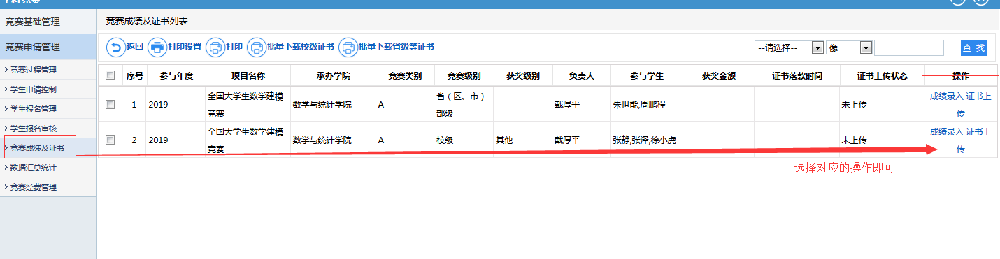 学科竞赛
竞赛基础管理
竞赛申请管理
竞赛过程管理
学生申请控制
学生报名管理
学生报名审核
竞赛成绩及证书
数据汇总统计
竞赛经费管理
竞赛成绩及证书列表
返回 打印设置 打印 批量下载校级证书 批量下载省级等证书 --请选择-- 像 查 找
序号 参与年度 项目名称 承办学院 竞赛类别 竞赛级别 获奖级别 负责人 参与学生 获奖金额 证书落款时间 证书上传状态 操作
1 2019 全国大学生数学建模 数学与统计学院 A 省（区、市） 戴厚平 朱世能,周鹏程 未上传 成绩录入 证书上
竞赛 部级 传
2 2019 全国大学生数学建模 数学与统计学院 A 校级 其他 戴厚平 张静,张泽,徐小虎 未上传 成绩录入 证书上
竞赛 传
选择对应的操作即可